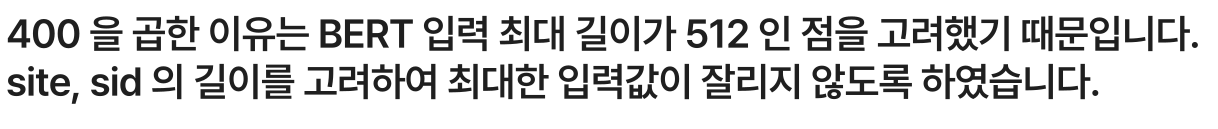 400 을 곱한 이유는 BERT 입력 최대 길이가 512 인 점을 고려했기 때문입니다.
site, sid 의 길이를 고려하여 최대한 입력값이 잘리지 않도록 하였습니다.